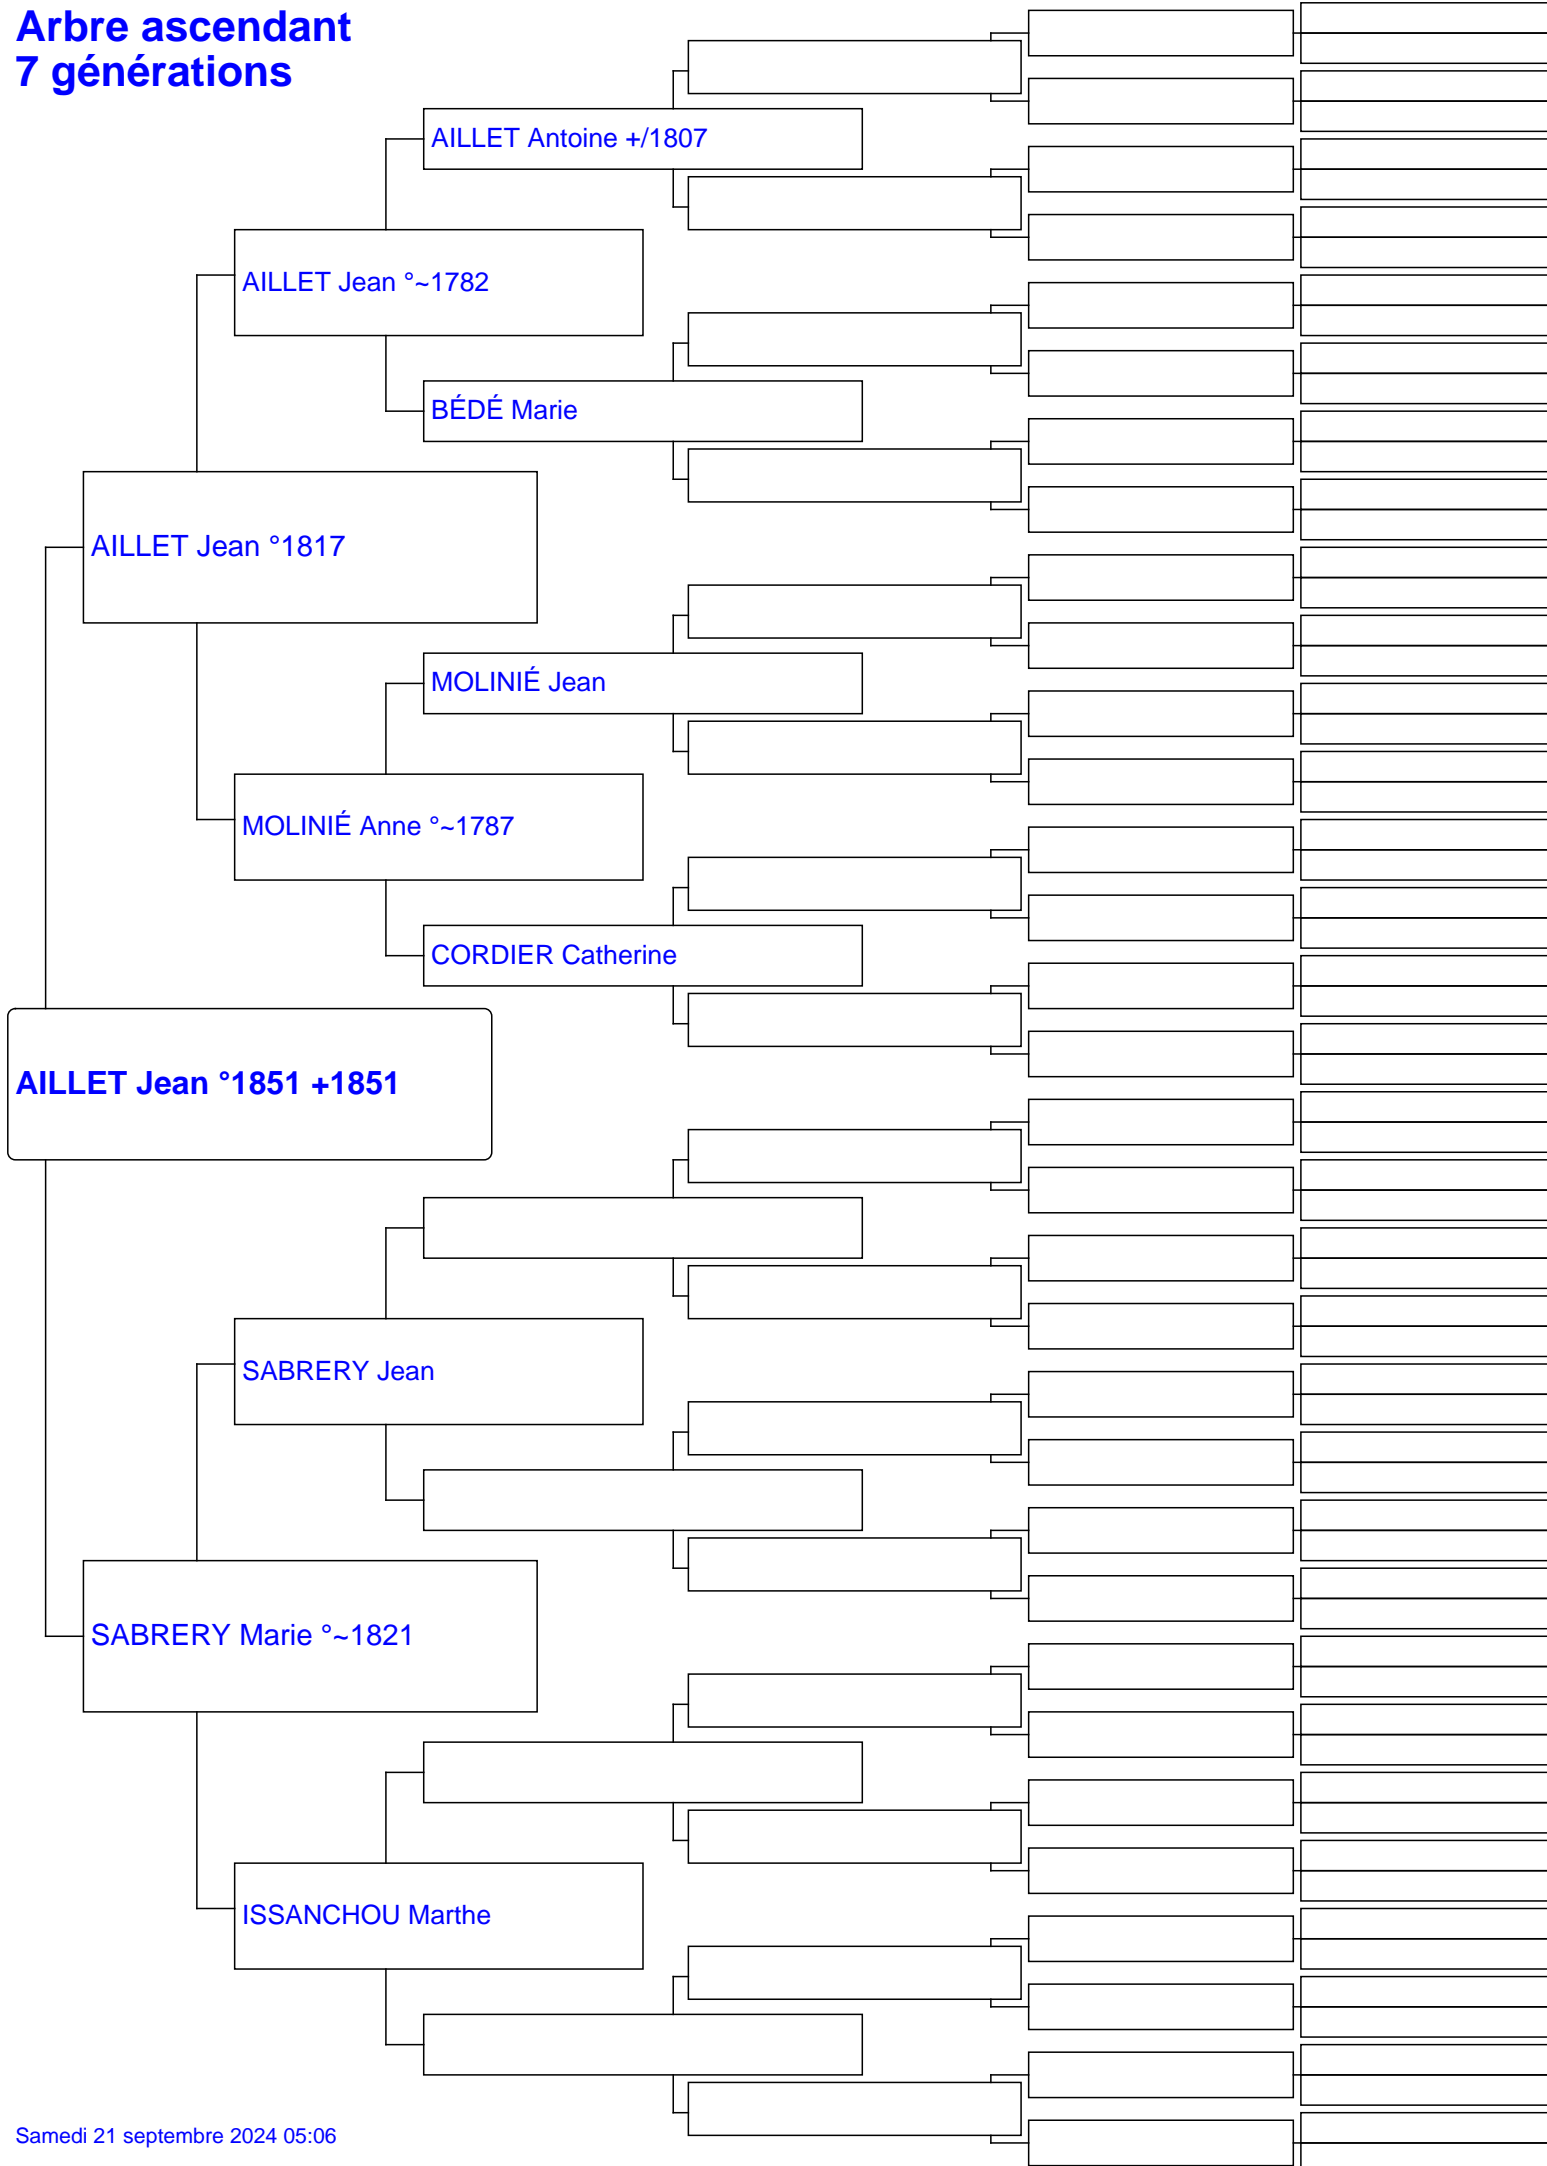 Arbre ascendant
7 générations
AILLET Antoine +/1807
AILLET Jean °~1782
BÉDÉ Marie
AILLET Jean °1817
MOLINIÉ Jean
MOLINIÉ Anne °~1787
CORDIER Catherine
AILLET Jean °1851 +1851
SABRERY Jean
SABRERY Marie °~1821
ISSANCHOU Marthe
Samedi 21 septembre 2024 05:06